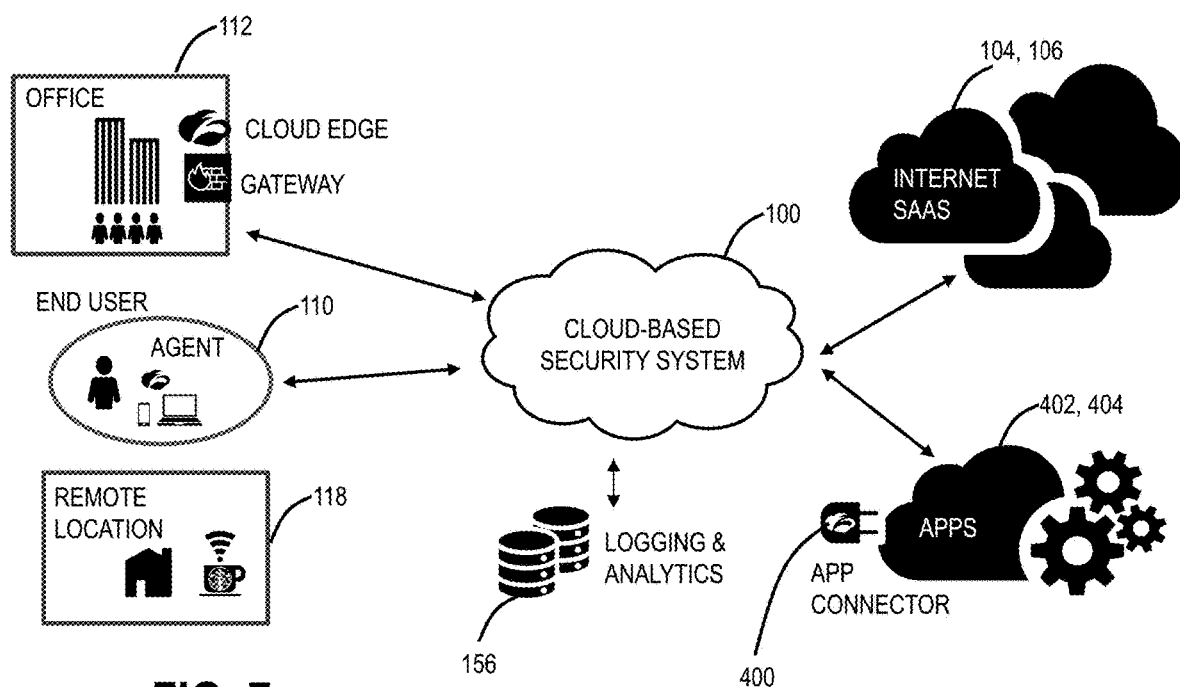 112
OFFICE
CLOUD EDGE
GATEWAY
104, 106
INTERNET
SAAS
100
CLOUD-BASED
SECURITY SYSTEM
END USER
110
AGENT
402, 404
APPS
REMOTE
LOCATION
118
LOGGING &
ANALYTICS
156
APP
CONNECTOR
400